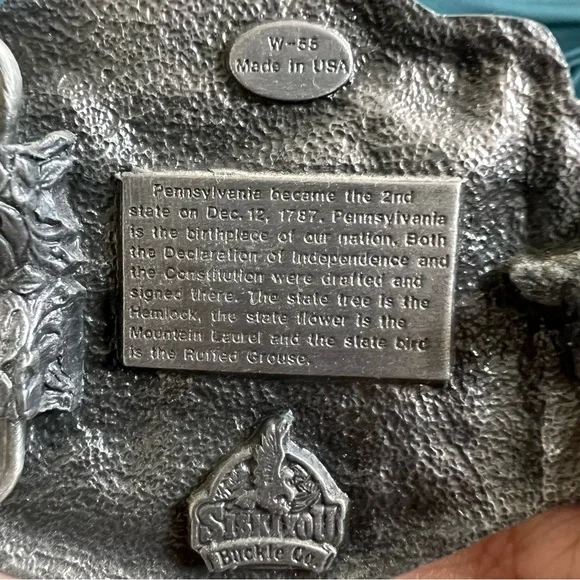 W-55
Made in USA
Pennsylvania became the 2nd
state on Dec. 12, 1787. Pennsylvania
is the birthplace of our nation. Both
the Declaration of Independence and
the Constitution were drafted and
signed there. The state tree is the
Hemlock, the state flower is the
Mountain Laurel and the state bird
is the Ruffed Grouse.
SISKIYOU
Buckle Co.